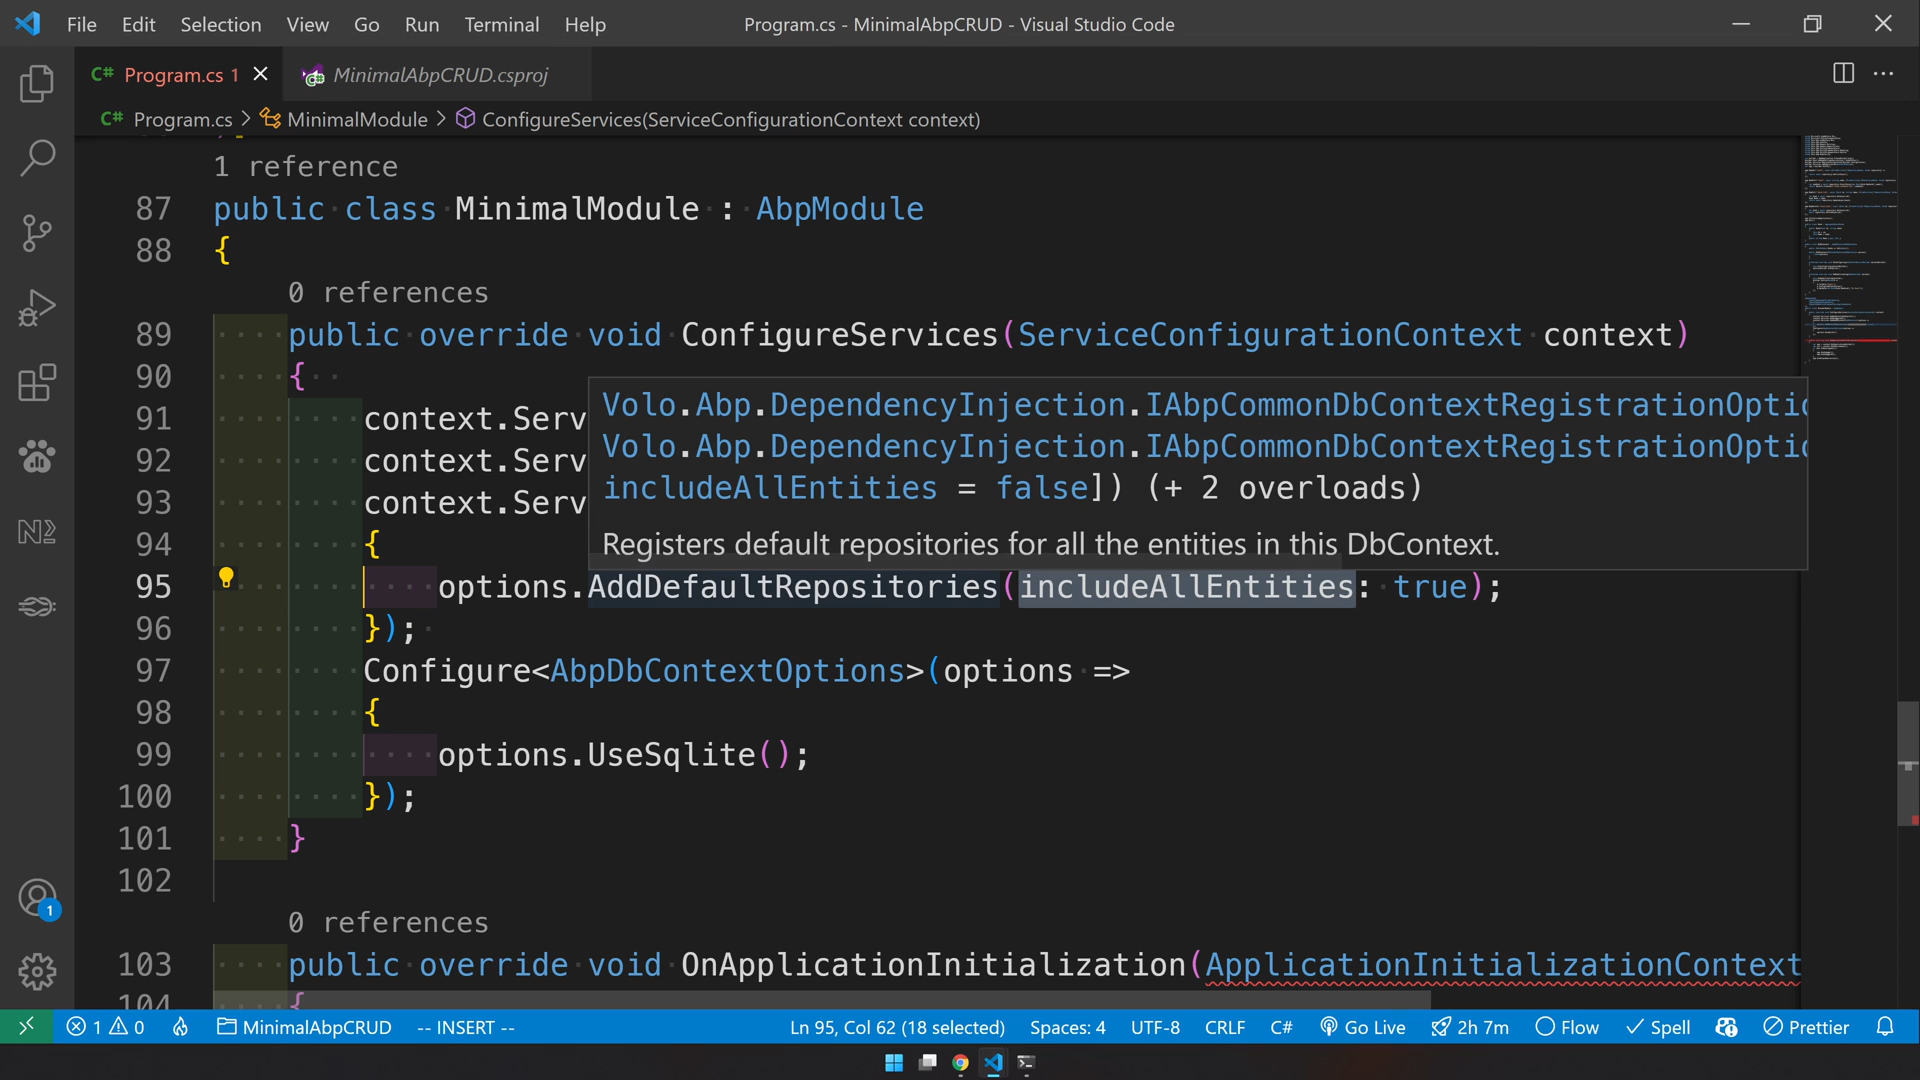 File Edit Selection View Go Run Terminal Help
Program.cs - MinimalAbpCRUD - Visual Studio Code
C# Program.cs 1
MinimalAbpCRUD.csproj
C# Program.cs > MinimalModule > ConfigureServices(ServiceConfigurationContext context)
1 reference
87 public class MinimalModule : AbpModule
88 {
0 references
89 public override void ConfigureServices(ServiceConfigurationContext context)
90 {
91 context.Serv
92 context.Serv
93 context.Serv
Volo.Abp.DependencyInjection.IAbpCommonDbContextRegistrationOptio
Volo.Abp.DependencyInjection.IAbpCommonDbContextRegistrationOptio
includeAllEntities = false]) (+ 2 overloads)
Registers default repositories for all the entities in this DbContext.
94 {
95 options.AddDefaultRepositories(includeAllEntities: true);
96 });
97 Configure<AbpDbContextOptions>(options =>
98 {
99 options.UseSqlite();
100 });
101 }
102
0 references
103 public override void OnApplicationInitialization(ApplicationInitializationContext
104 {
1
1 0 MinimalAbpCRUD -- INSERT -- Ln 95, Col 62 (18 selected) Spaces: 4 UTF-8 CRLF C# Go Live 2h 7m Flow Spell Prettier